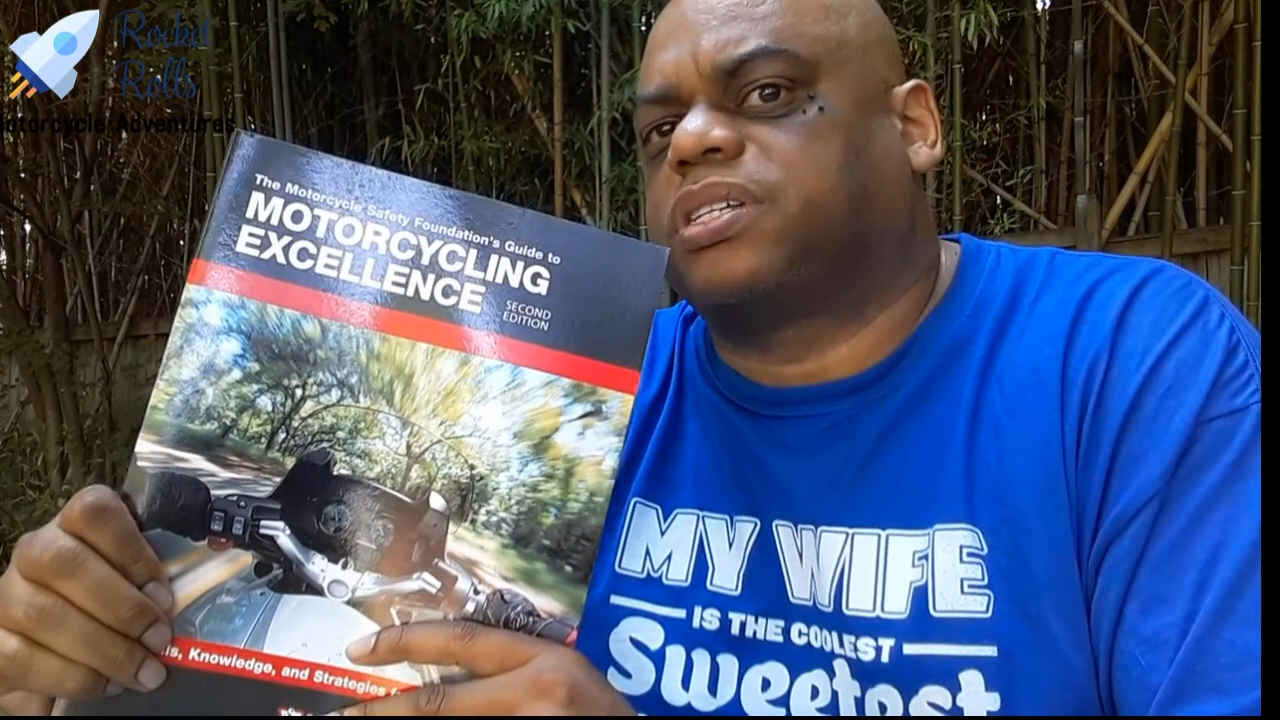 Rocket
Rolls
Motorcycle Adventures
The Motorcycle Safety Foundation's Guide to
MOTORCYCLING
EXCELLENCE
SECOND
EDITION
Knowledge, and Strategies
MY WIFE
IS THE COOLEST
Sweetest